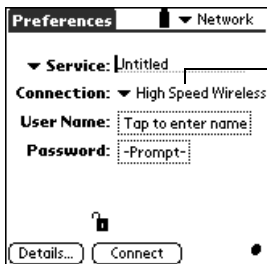 Preferences ▼ Network
▼ Service: Untitled
Connection: ▼ High Speed Wireless
User Name: Tap to enter name
Password: -Prompt-
Details... Connect